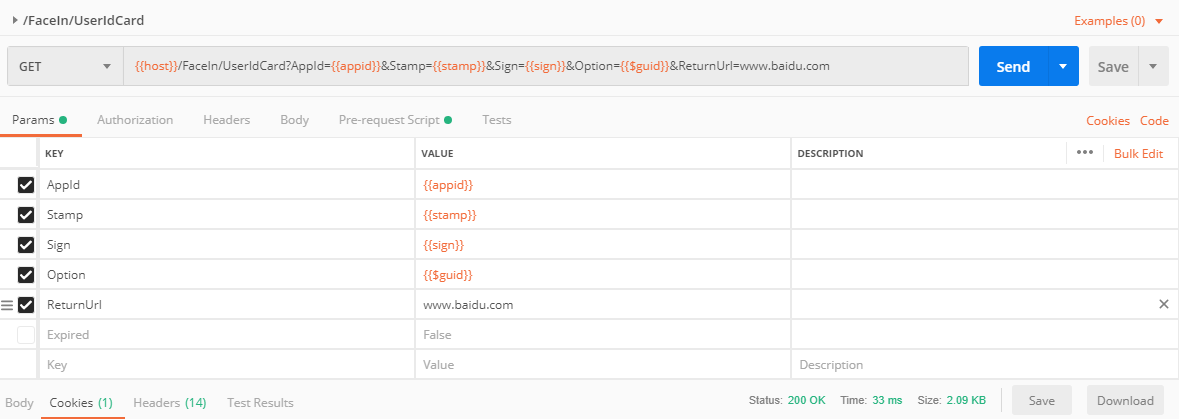 /FaceIn/UserIdCard Examples (0)
GET {{host}}/FaceIn/UserIdCard?AppId={{appid}}&Stamp={{stamp}}&Sign={{sign}}&Option={{$guid}}&ReturnUrl=www.baidu.com Send Save
Params Authorization Headers Body Pre-request Script Tests Cookies Code
KEY VALUE DESCRIPTION ••• Bulk Edit
AppId {{appid}}
Stamp {{stamp}}
Sign {{sign}}
Option {{$guid}}
ReturnUrl www.baidu.com
Expired False
Key Value Description
Body Cookies (1) Headers (14) Test Results Status: 200 OK Time: 33 ms Size: 2.09 KB Save Download